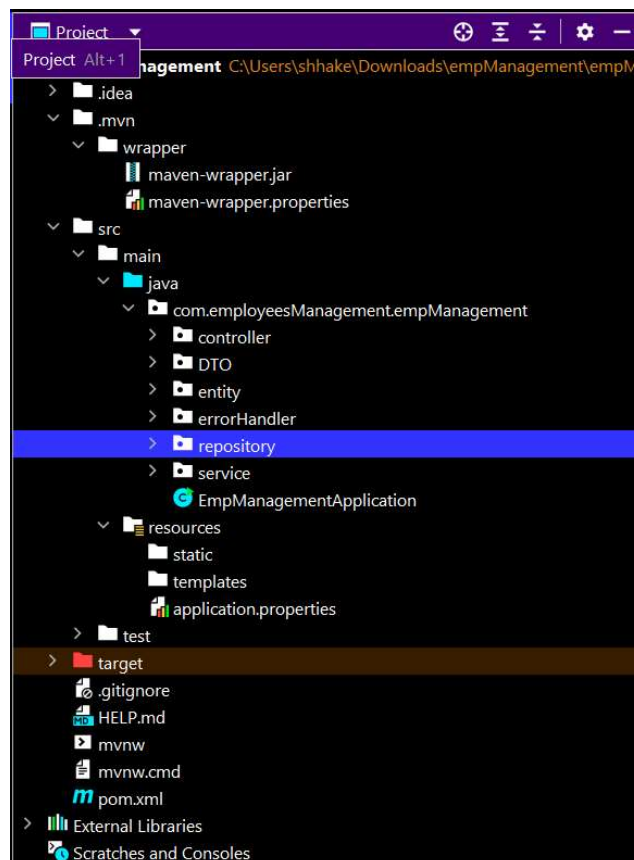 Project
Project Alt+1
nagement C:\Users\shhake\Downloads\empManagement\empM
.idea
.mvn
wrapper
maven-wrapper.jar
maven-wrapper.properties
src
main
java
com.employeesManagement.empManagement
controller
DTO
entity
errorHandler
repository
service
EmpManagementApplication
resources
static
templates
application.properties
test
target
.gitignore
MD HELP.md
mvnw
mvnw.cmd
m pom.xml
External Libraries
Scratches and Consoles